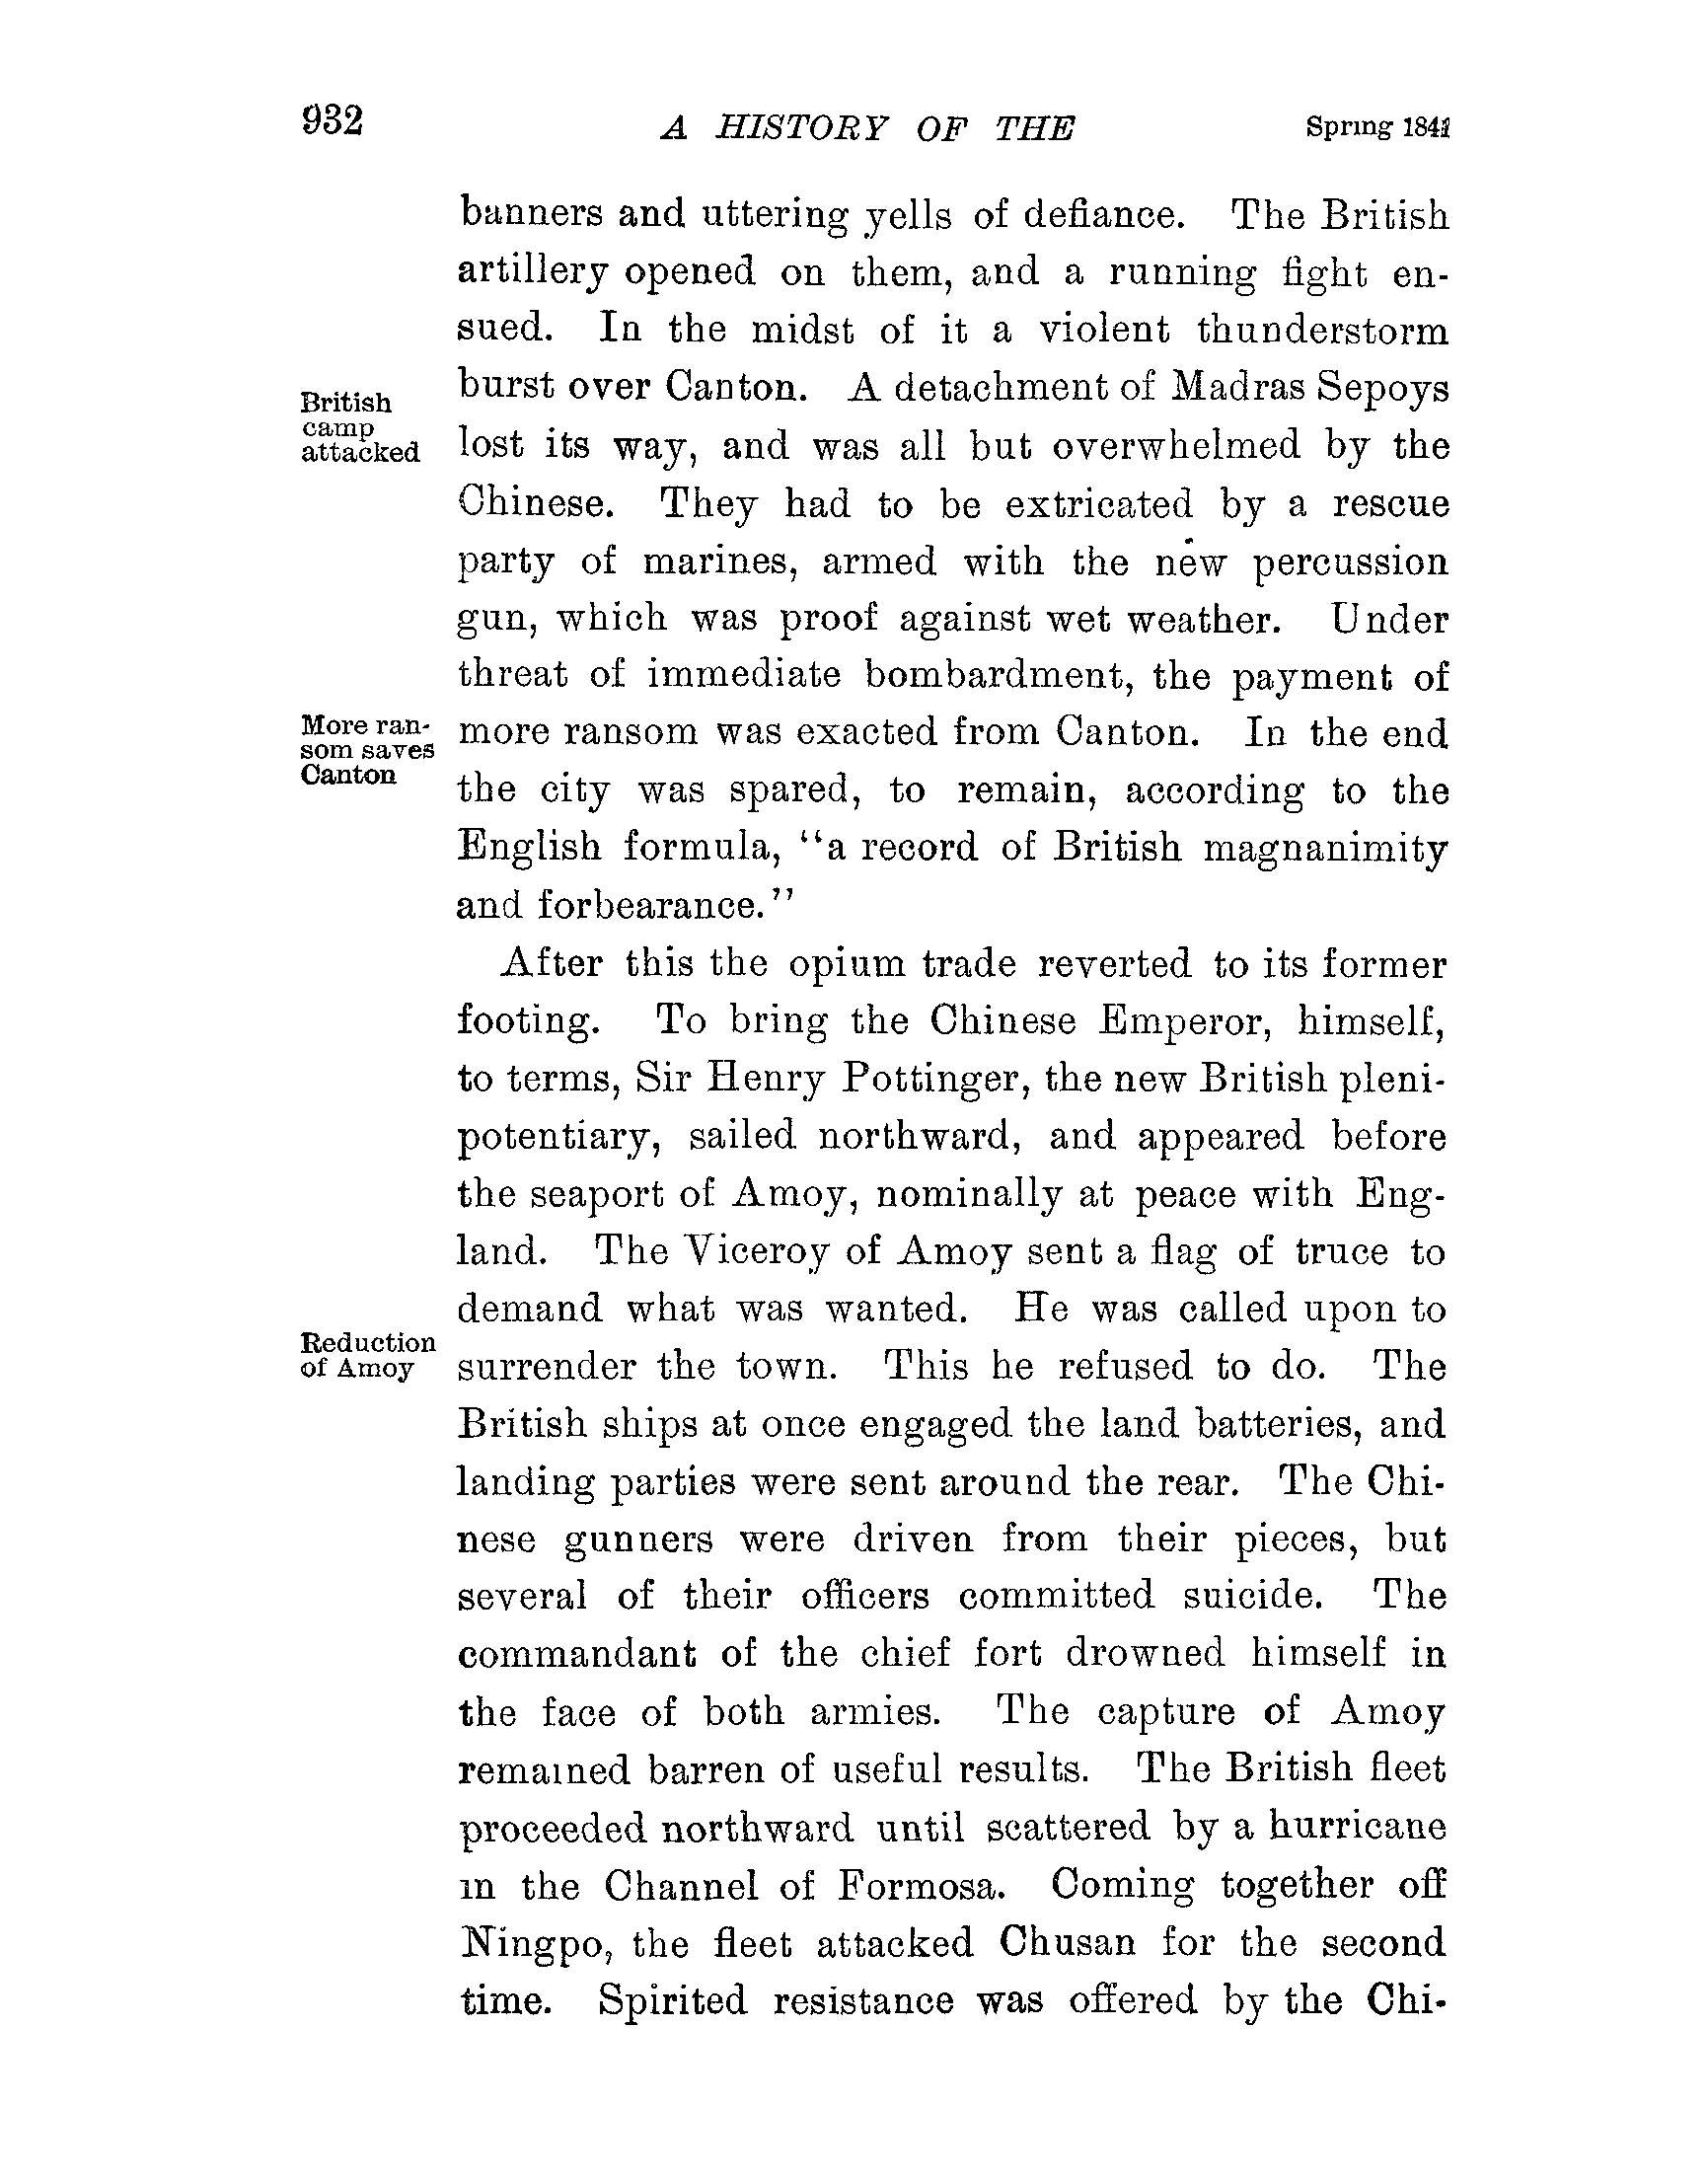 932
A HISTORY OF THE
Spring 1841
banners and uttering yells of defiance. The British
artillery opened on them, and a running fight en-
sued. In the midst of it a violent thunderstorm
burst over Canton. A detachment of Madras Sepoys
British
camp
attacked
lost its way, and was all but overwhelmed by the
Chinese. They had to be extricated by a rescue
party of marines, armed with the new percussion
gun, which was proof against wet weather. Under
threat of immediate bombardment, the payment of
More ran-
som saves
Canton
more ransom was exacted from Canton. In the end
the city was spared, to remain, according to the
English formula, "a record of British magnanimity
and forbearance."
After this the opium trade reverted to its former
footing. To bring the Chinese Emperor, himself,
to terms, Sir Henry Pottinger, the new British pleni-
potentiary, sailed northward, and appeared before
the seaport of Amoy, nominally at peace with Eng-
land. The Viceroy of Amoy sent a flag of truce to
demand what was wanted. He was called upon to
Reduction
of Amoy
surrender the town. This he refused to do. The
British ships at once engaged the land batteries, and
landing parties were sent around the rear. The Chi-
nese gunners were driven from their pieces, but
several of their officers committed suicide. The
commandant of the chief fort drowned himself in
the face of both armies. The capture of Amoy
remained barren of useful results. The British fleet
proceeded northward until scattered by a hurricane
in the Channel of Formosa. Coming together off
Ningpo, the fleet attacked Chusan for the second
time. Spirited resistance was offered by the Chi-